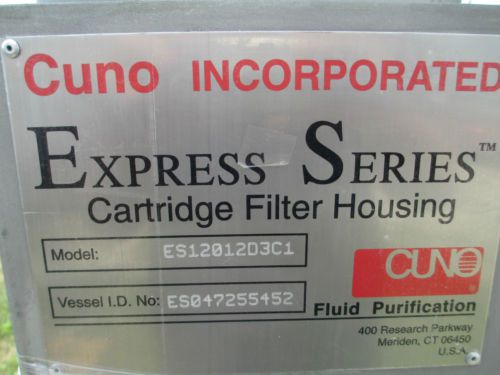 Cuno INCORPORATED
EXPRESS SERIES™
Cartridge Filter Housing
Model: ES12012D3C1
CUNO®
Vessel I.D. No: ES047255452
Fluid Purification
400 Research Parkway
Meriden, CT 06450
U.S.A.